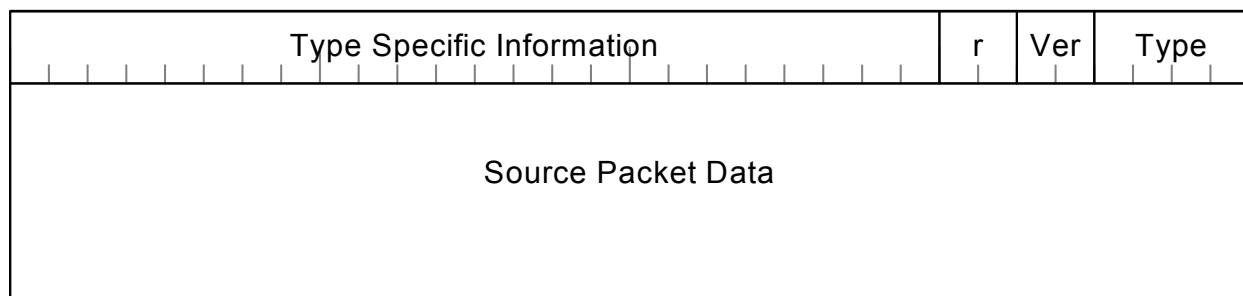 Type Specific Information r Ver Type
Source Packet Data